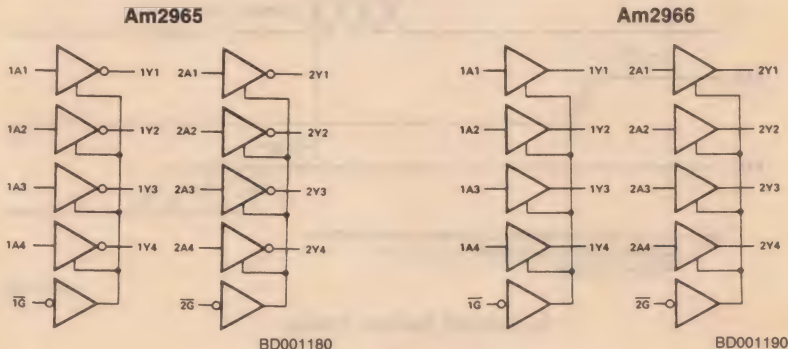 Am2965
Am2966
1A1 1Y1 2A1 2Y1
1A2 1Y2 2A2 2Y2
1A3 1Y3 2A3 2Y3
1A4 1Y4 2A4 2Y4
1G 2G
BD001180
1A1 1Y1 2A1 2Y1
1A2 1Y2 2A2 2Y2
1A3 1Y3 2A3 2Y3
1A4 1Y4 2A4 2Y4
1G 2G
BD001190